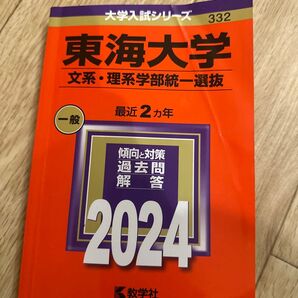 大学入試シリーズ 332
東海大学
文系・理系学部統一選抜
最近2カ年
一般
傾向と対策
過去問
解答
2024
教学社